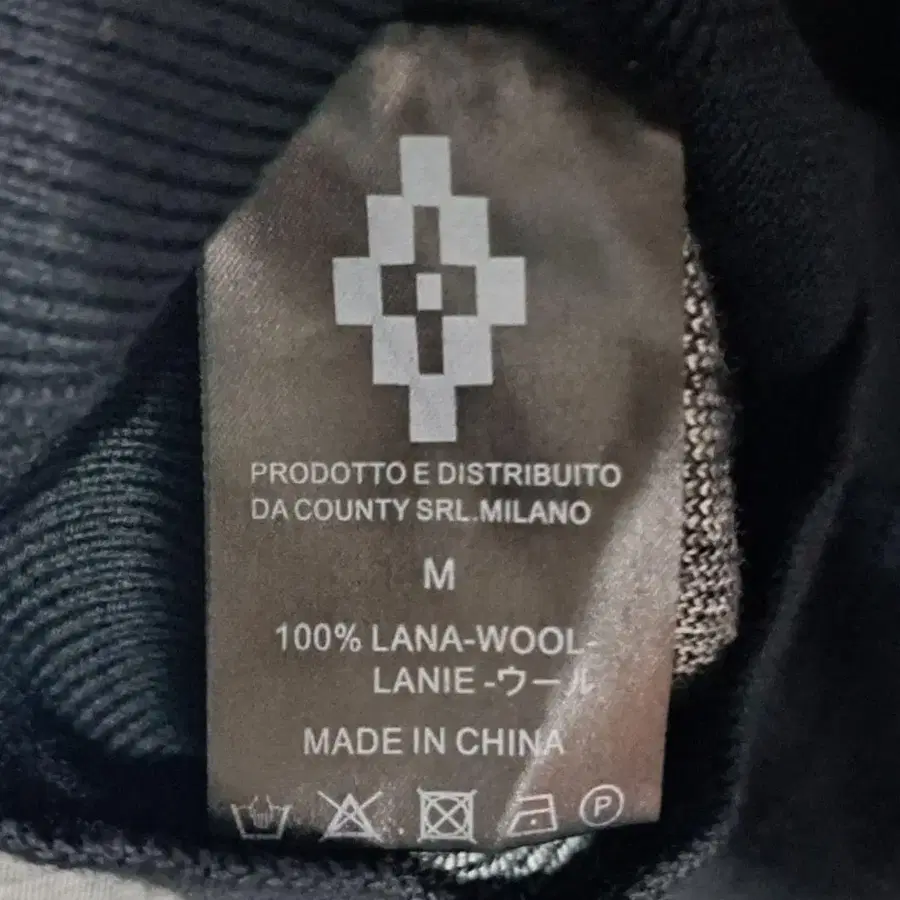 PRODOTTO E DISTRIBUITO
DA COUNTY SRL.MILANO
M
100% LANA-WOOL-
LANIE -ウール
MADE IN CHINA
P